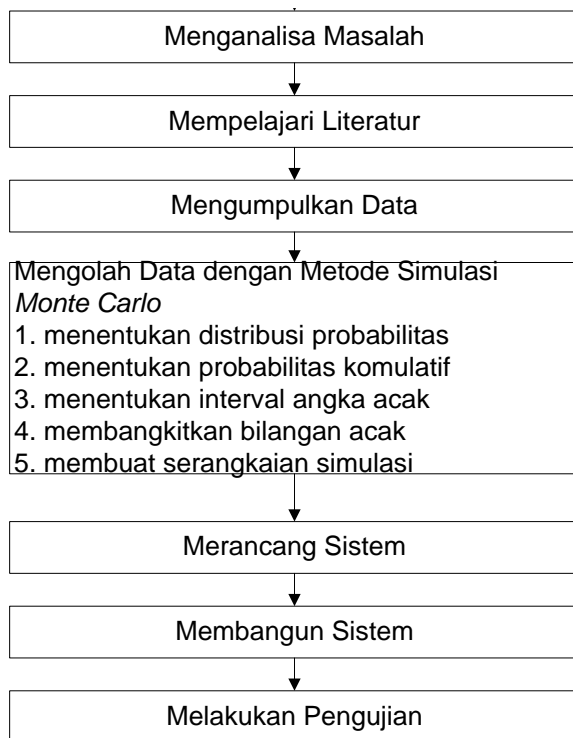 Menganalisa Masalah
Mempelajari Literatur
Mengumpulkan Data
Mengolah Data dengan Metode Simulasi
Monte Carlo
1. menentukan distribusi probabilitas
2. menentukan probabilitas komulatif
3. menentukan interval angka acak
4. membangkitkan bilangan acak
5. membuat serangkaian simulasi
Merancang Sistem
Membangun Sistem
Melakukan Pengujian